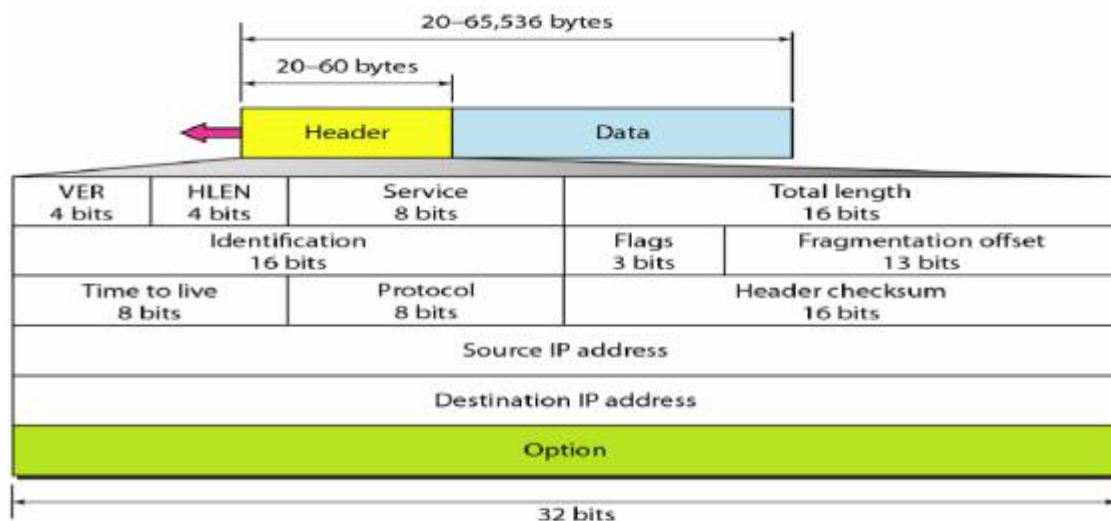 20–65,536 bytes
20–60 bytes
Header Data
VER HLEN Service Total length
4 bits 4 bits 8 bits 16 bits
Identification Flags Fragmentation offset
16 bits 3 bits 13 bits
Time to live Protocol Header checksum
8 bits 8 bits 16 bits
Source IP address
Destination IP address
Option
32 bits